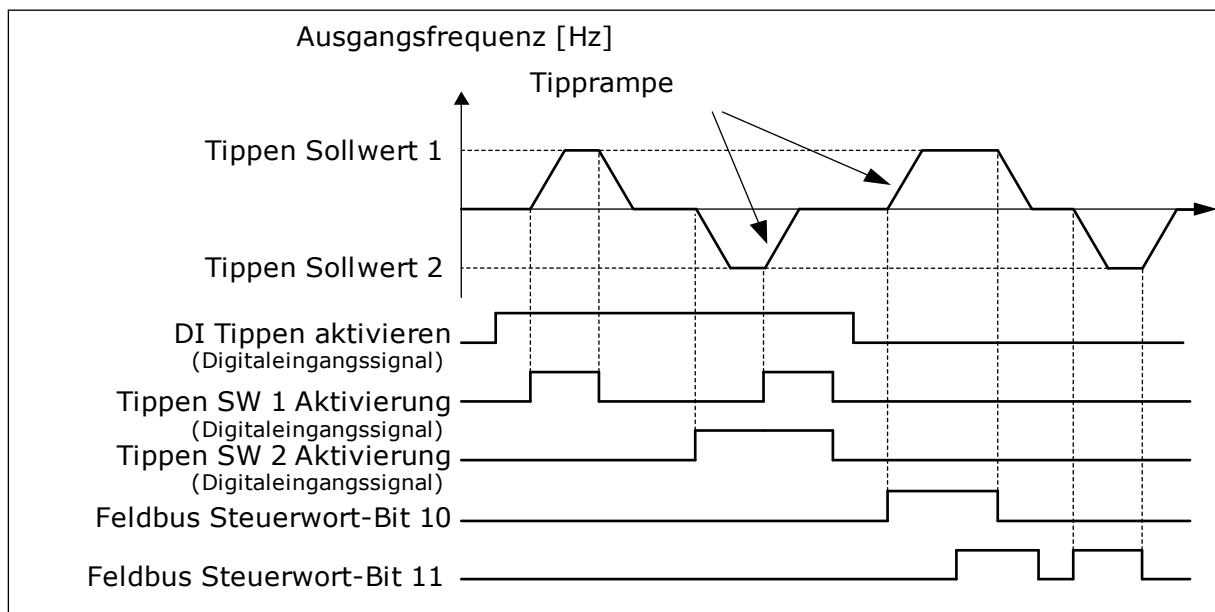 Ausgangsfrequenz [Hz]
Tipprampe
Tippen Sollwert 1
Tippen Sollwert 2
DI Tippen aktivieren
(Digitaleingangssignal)
Tippen SW 1 Aktivierung
(Digitaleingangssignal)
Tippen SW 2 Aktivierung
(Digitaleingangssignal)
Feldbus Steuerwort-Bit 10
Feldbus Steuerwort-Bit 11